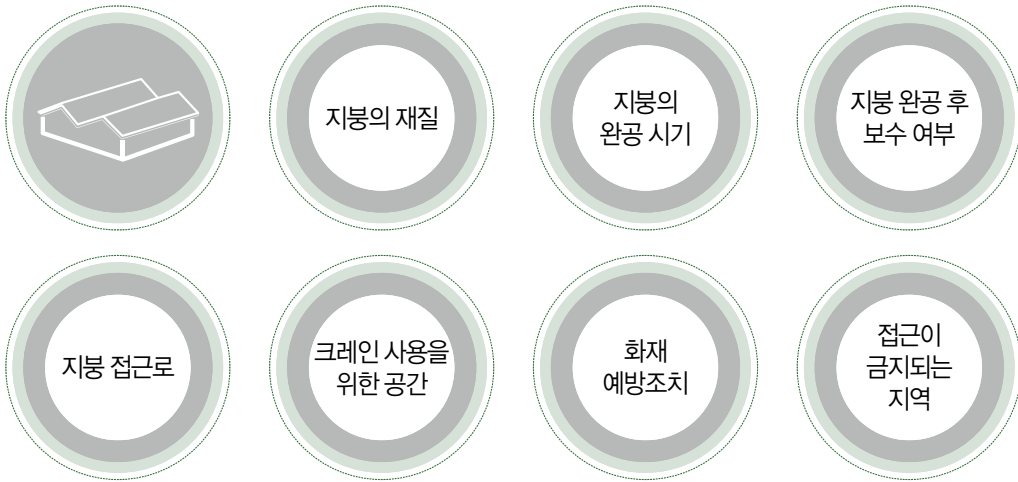 지붕의 재질
지붕의
완공 시기
지붕 완공 후
보수 여부
지붕 접근로
크레인 사용을
위한 공간
화재
예방조치
접근이
금지되는
지역